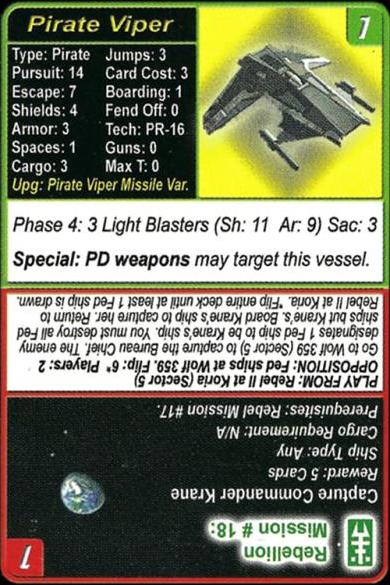 Pirate Viper
1
Type: Pirate Jumps: 3
Pursuit: 14 Card Cost: 3
Escape: 7 Boarding: 1
Shields: 4 Fend Off: 0
Armor: 3 Tech: PR-16
Spaces: 1 Guns: 0
Cargo: 3 Max T: 0
Upg: Pirate Viper Missile Var.
Phase 4: 3 Light Blasters (Sh: 11 Ar: 9) Sac: 3
Special: PD weapons may target this vessel.
1
Rebellion
Mission # 18:
Capture Commander Krane
Reward: 5 Cards
Ship Type: Any
Cargo Requirement: N/A
Prerequisites: Rebel Mission #17.
PLAY FROM: Rebel II at Koria (Sector 5)
OPPOSITION: Fed ships at Wolf 359. Flip: 6* Players: 2
Go to Wolf 359 (Sector 5) to capture the Bureau Chief. The enemy
designates 1 Fed ship to be Krane's ship. You must destroy all Fed
ships but Krane's. Board Krane's ship to capture her. Return to
Rebel II at Koria. *Flip entire deck until at least 1 Fed ship is drawn.